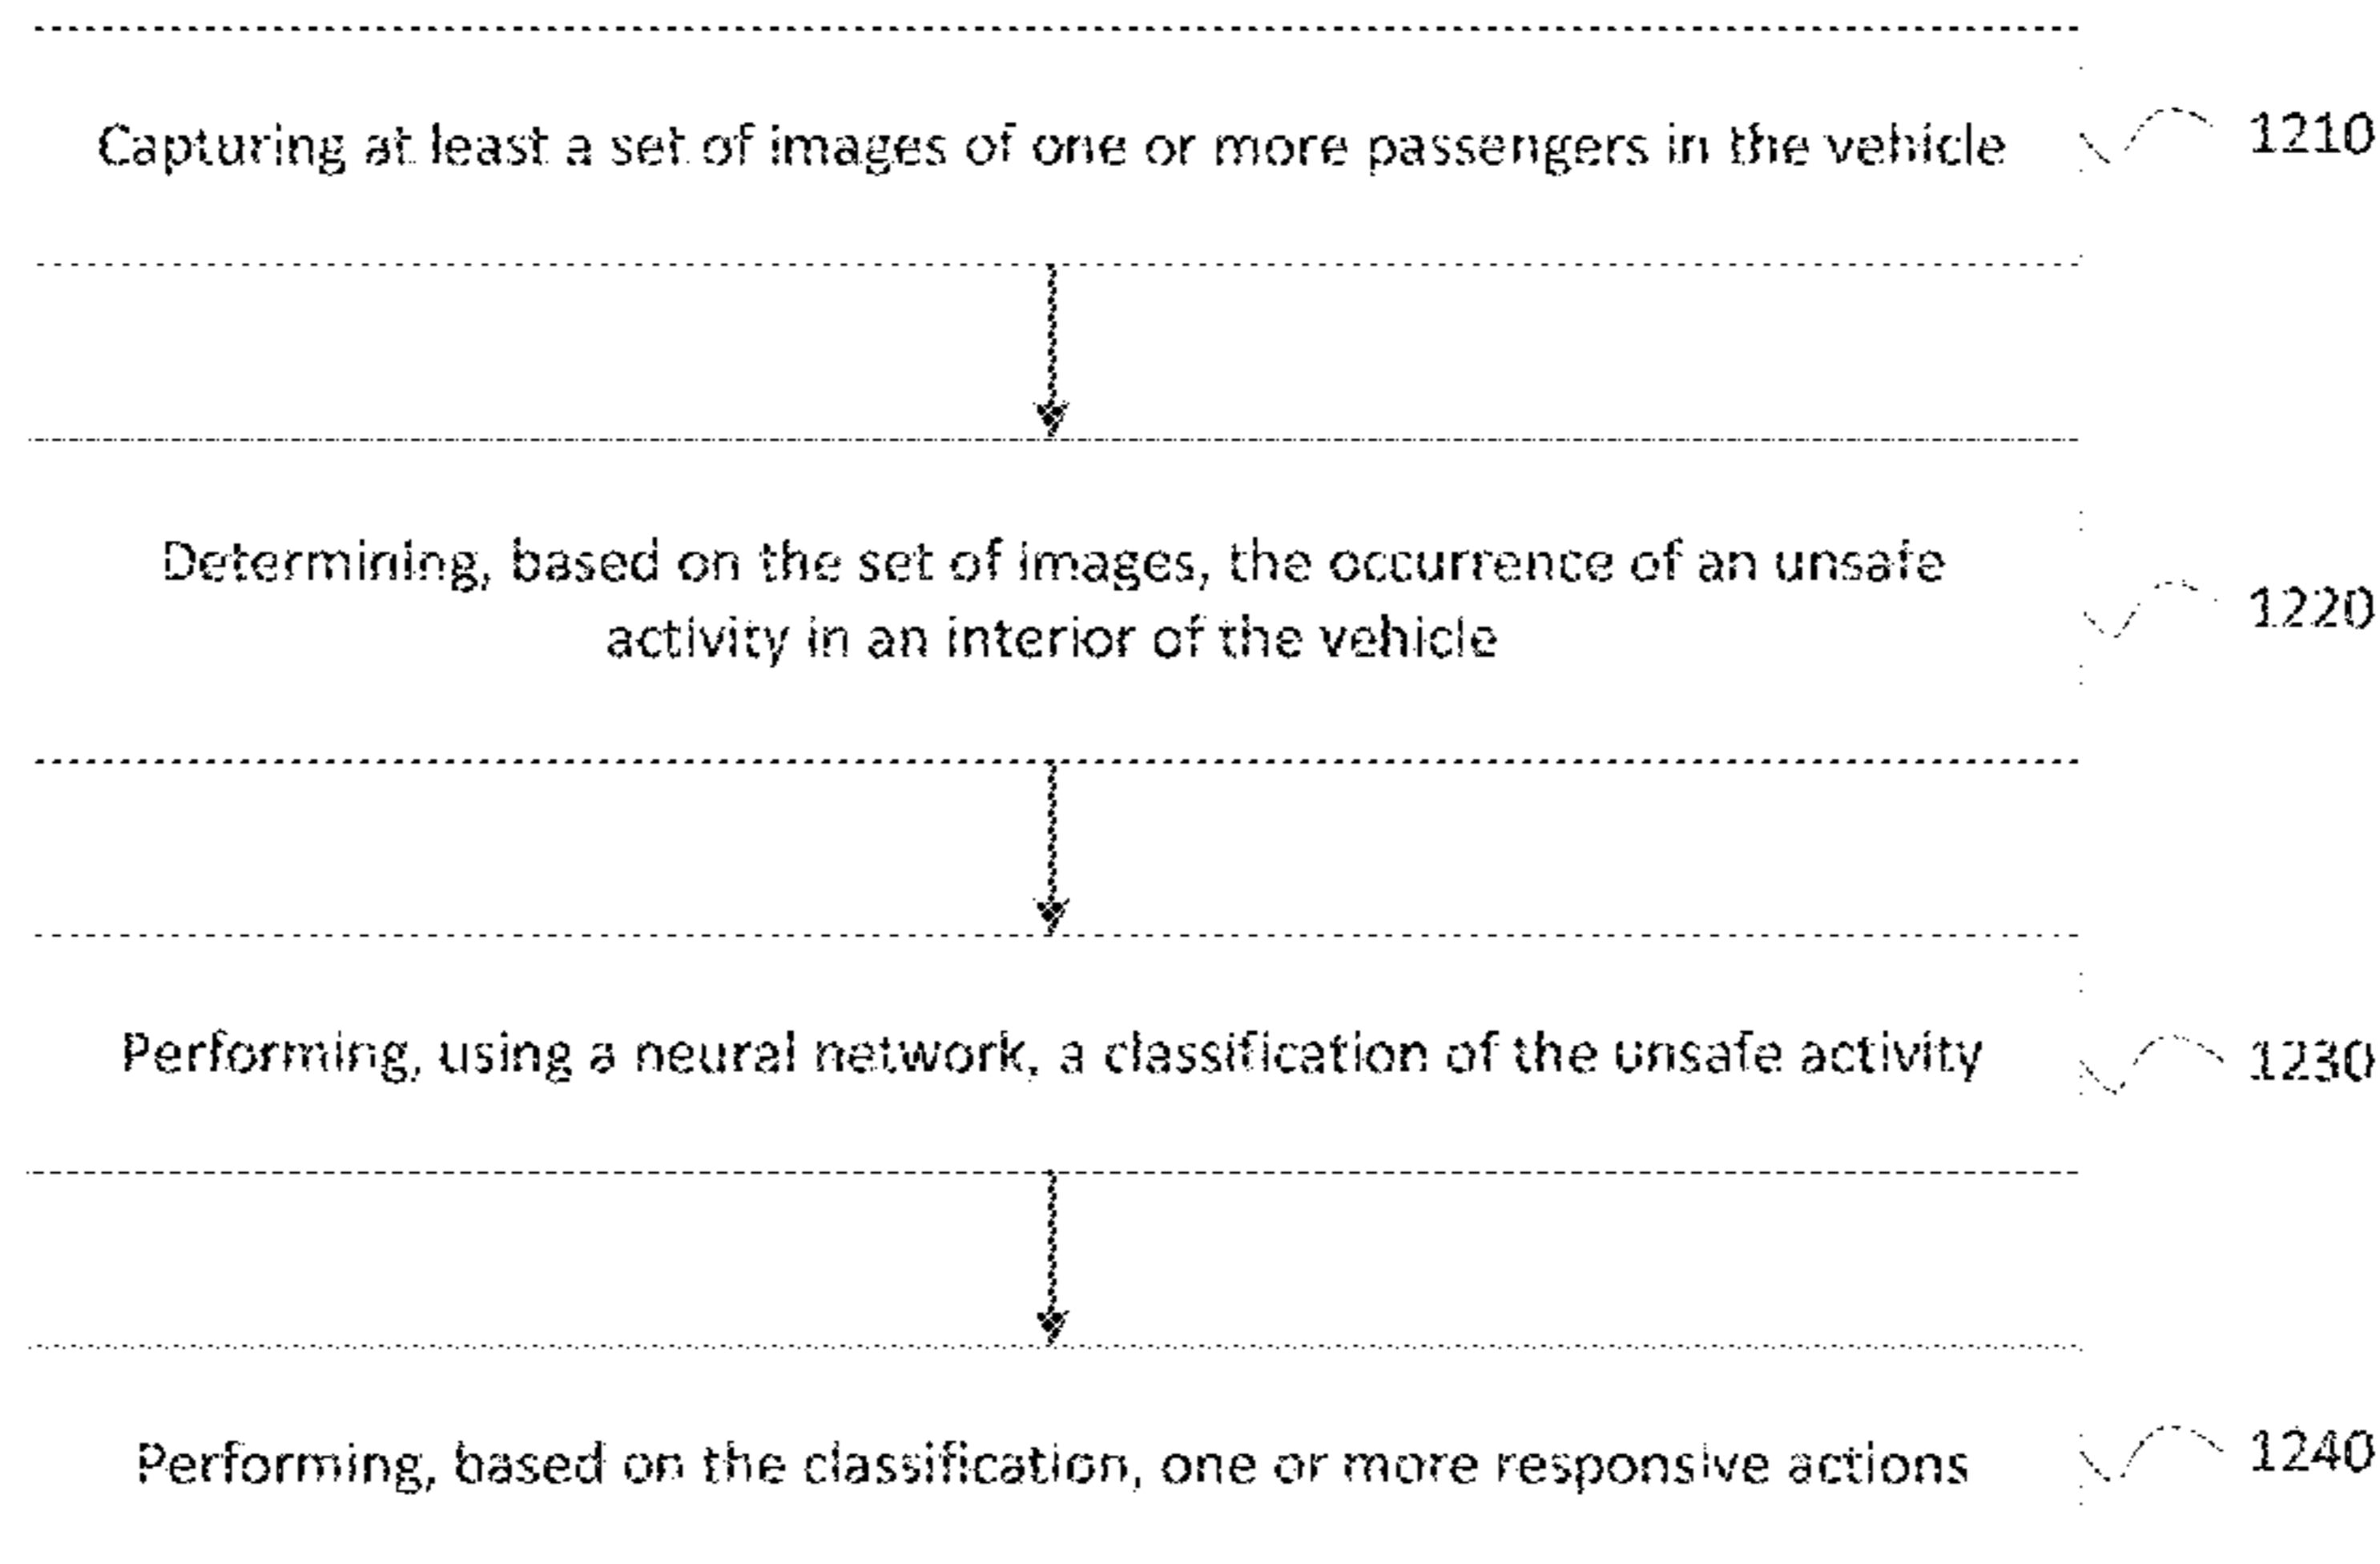 Capturing at least a set of images of one or more passengers in the vehicle
1210
Determining, based on the set of images, the occurrence of an unsafe
activity in an interior of the vehicle
1220
Performing, using a neural network, a classification of the unsafe activity
1230
Performing, based on the classification, one or more responsive actions
1240